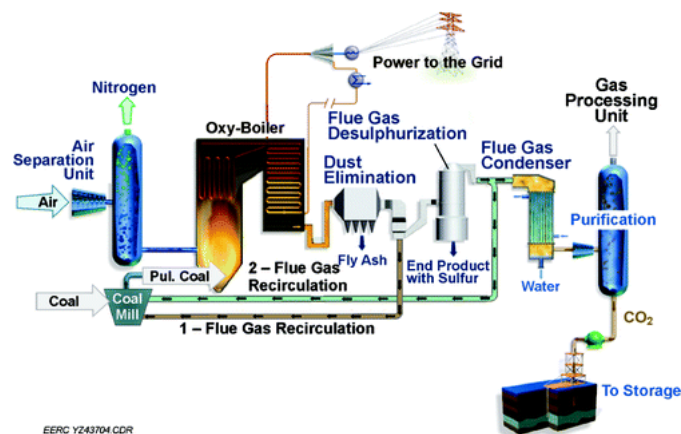 Power to the Grid
Nitrogen
Gas
Processing
Unit
Oxy-Boiler
Flue Gas
Desulphurization
Air
Separation
Unit
Flue Gas
Condenser
Dust
Elimination
Air
Purification
Fly Ash
End Product
with Sulfur
Water
Pul. Coal
2 – Flue Gas
Recirculation
Coal
Coal
Mill
1 – Flue Gas Recirculation
CO₂
To Storage
EERC YZ43704.CDR